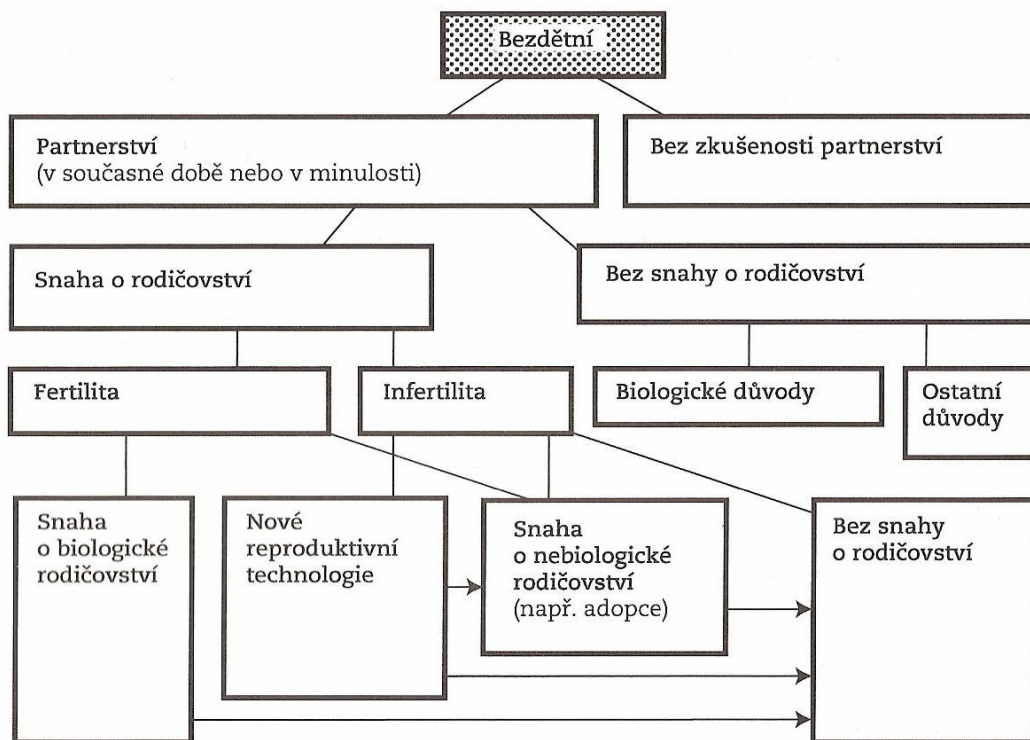 Bezdětní
Partnerství
(v současné době nebo v minulosti)
Bez zkušenosti partnerství
Snaha o rodičovství
Bez snahy o rodičovství
Fertilita
Infertilita
Biologické důvody
Ostatní
důvody
Snaha
o biologické
rodičovství
Nové
reproduktivní
technologie
Snaha
o nebiologické
rodičovství
(např. adopce)
Bez snahy
o rodičovství